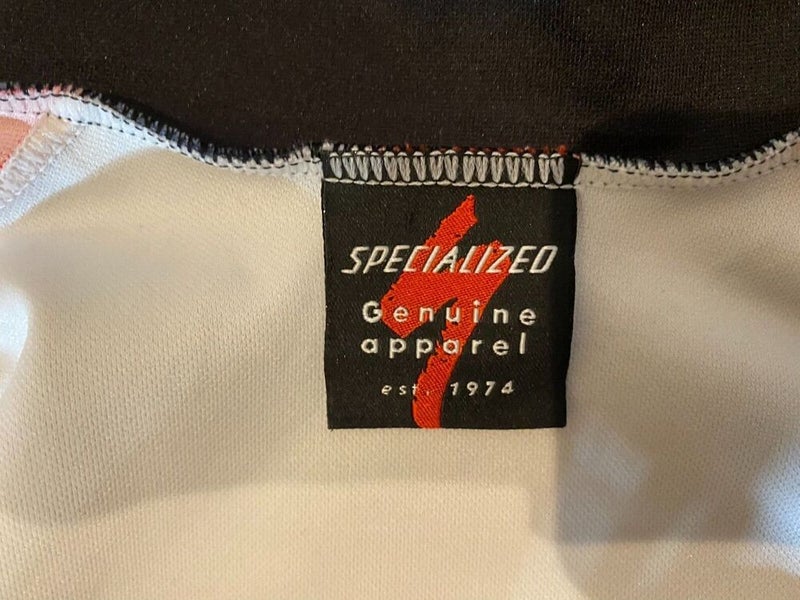 SPECIALIZED
Genuine
apparel
est. 1974